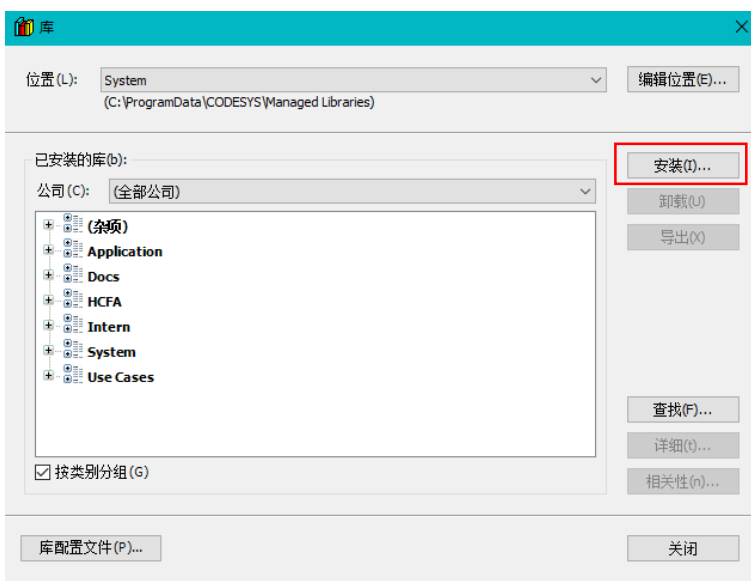 库
位置(L): System 编辑位置(E)...
(C:\ProgramData\CODESYS\Managed Libraries)
已安装的库(b):
公司(C): (全部公司)
安装(I)...
卸载(U)
导出(X)
(杂项)
Application
Docs
HCFA
Intern
System
Use Cases
查找(F)...
详细(t)...
相关性(n)...
按类别分组(G)
库配置文件(P)...
关闭